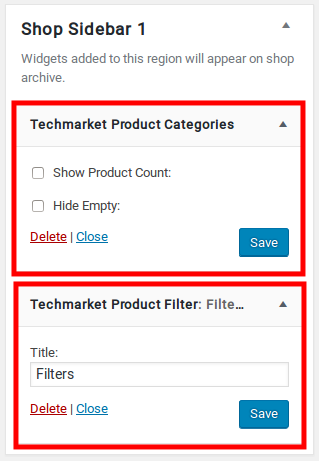 Shop Sidebar 1
Widgets added to this region will appear on shop
archive.
Techmarket Product Categories
Show Product Count:
Hide Empty:
Delete | Close
Save
Techmarket Product Filter: Filte...
Title:
Filters
Delete | Close
Save